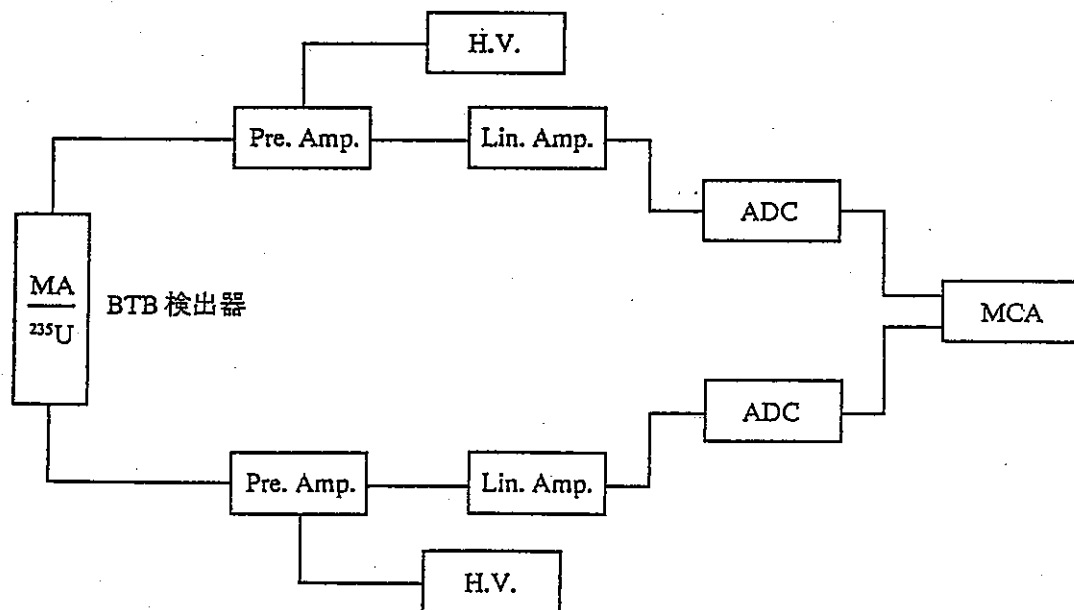 H.V.
Pre. Amp.
Lin. Amp.
ADC
MA
²³⁵U
BTB 検出器
MCA
ADC
Pre. Amp.
Lin. Amp.
H.V.